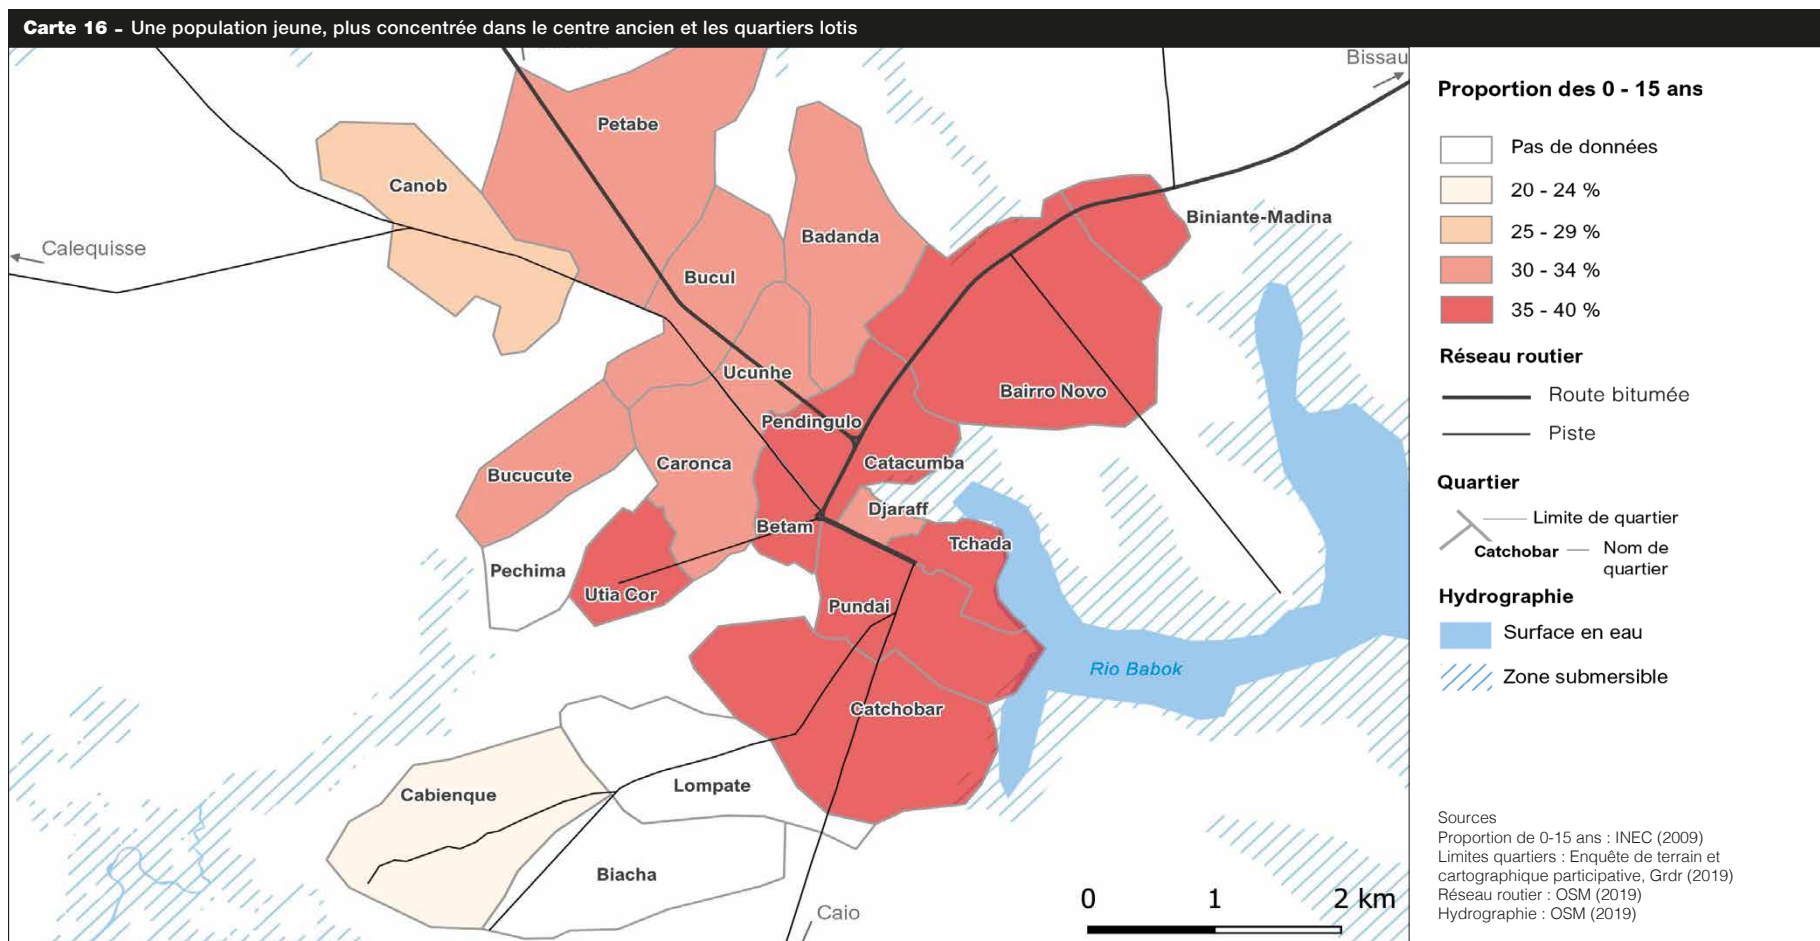 Carte 16 - Une population jeune, plus concentrée dans le centre ancien et les quartiers lotis
Bissau
Petabe
Canob
Badanda
Biniante-Madina
Calequisse
Bucul
Ucunhe
Bairro Novo
Pendingulo
Caronca
Catacumba
Bucucute
Djaraff
Betam
Tchada
Pechima
Utia Cor
Pundai
Rio Babok
Catchobar
Lompate
Cabienque
Biacha
Caio
0 1 2 km
Proportion des 0 - 15 ans
Pas de données
20 - 24 %
25 - 29 %
30 - 34 %
35 - 40 %
Réseau routier
Route bitumée
Piste
Quartier
Limite de quartier
Catchobar
Nom de
quartier
Hydrographie
Surface en eau
Zone submersible
Sources
Proportion de 0-15 ans : INEC (2009)
Limites quartiers : Enquête de terrain et
cartographique participative, Grdr (2019)
Réseau routier : OSM (2019)
Hydrographie : OSM (2019)